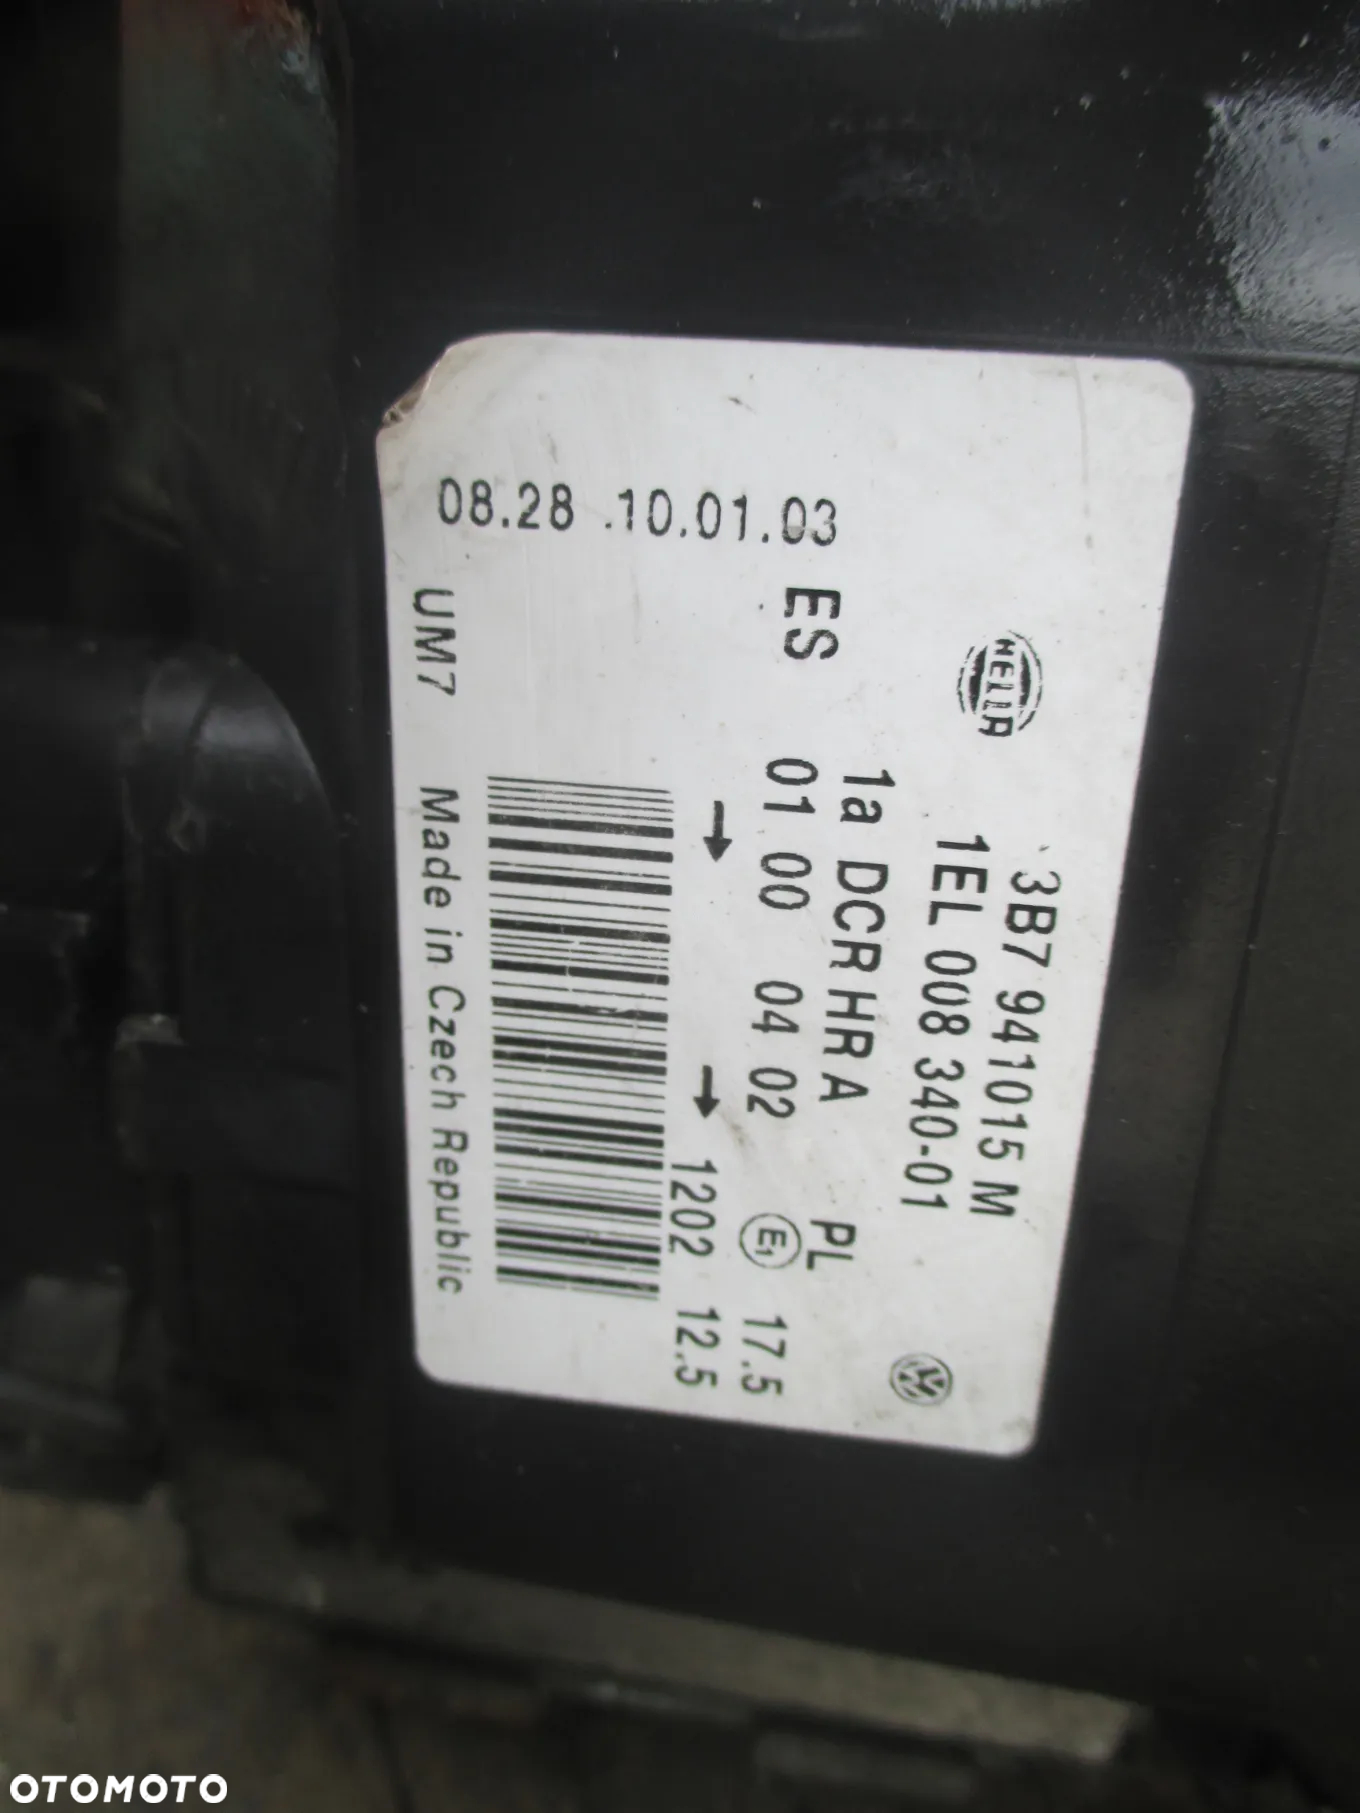 3B7 941015 M
HELLA 1EL 008 340-01
1a DCR HR A PL
ES 01 00 04 02 E1 17.5
→ → 1202 12.5
08.28 .10.01.03
UM7 Made in Czech Republic
OTOMOTO